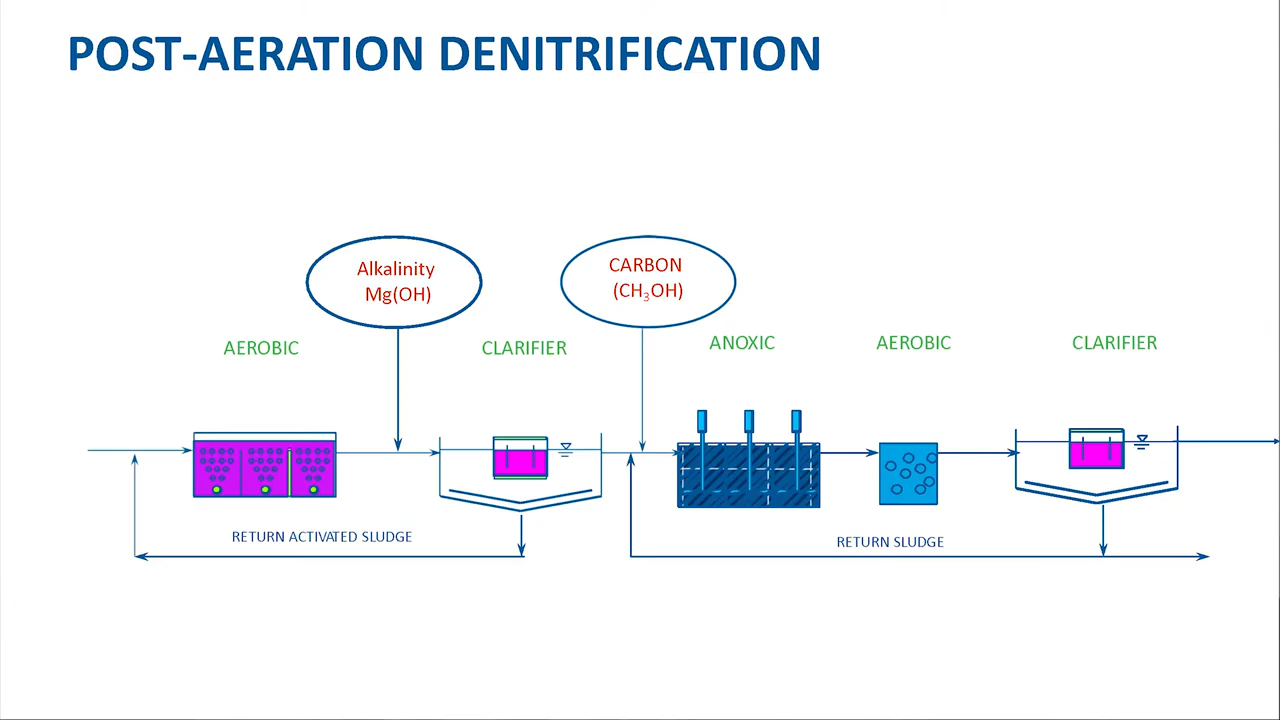 POST-AERATION DENITRIFICATION
Alkalinity
Mg(OH)
CARBON
(CH₃OH)
AEROBIC
CLARIFIER
ANOXIC
AEROBIC
CLARIFIER
RETURN ACTIVATED SLUDGE
RETURN SLUDGE